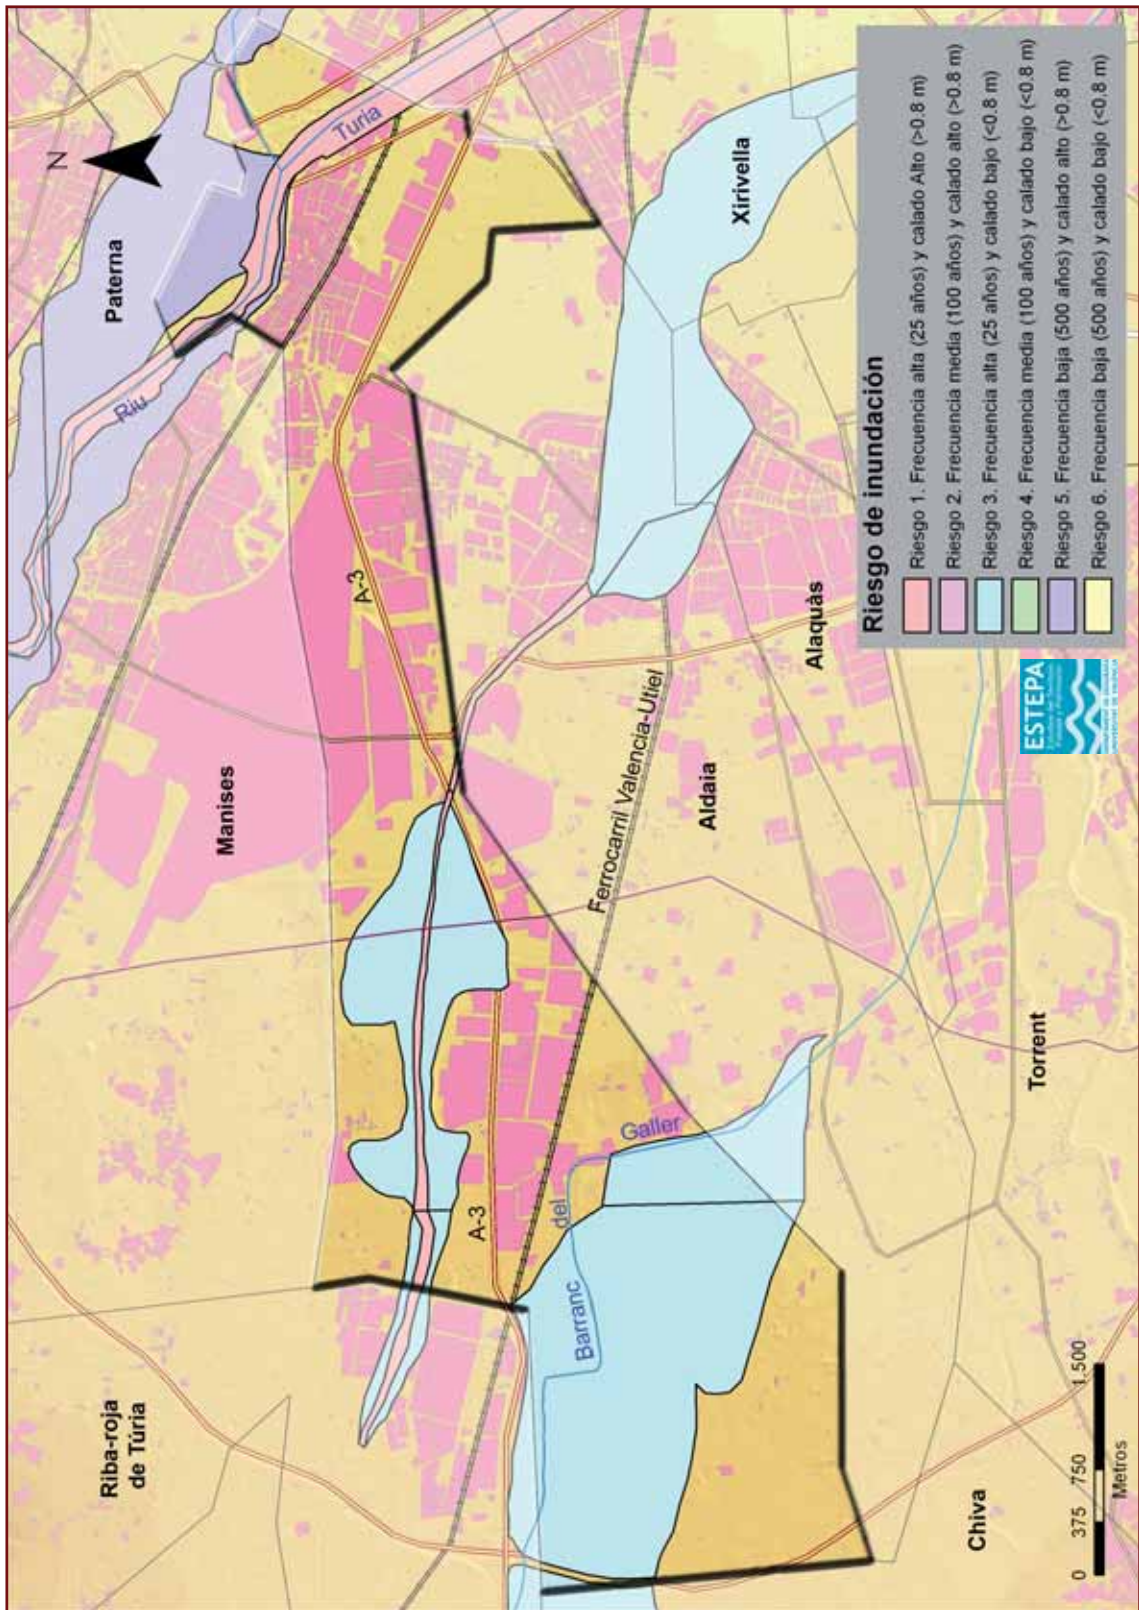 N
Paterna
Riu
Turia
Manises
Riba-roja
de Túria
A-3
A-3
Xirivella
Alaquàs
Aldaia
Ferrocarril Valencia-Utiel
Barranc
del
Galler
Torrent
Chiva
0 375 750 1.500
Metros
ESTEPA
Riesgo de inundación
Riesgo 1. Frecuencia alta (25 años) y calado Alto (>0.8 m)
Riesgo 2. Frecuencia media (100 años) y calado alto (>0.8 m)
Riesgo 3. Frecuencia alta (25 años) y calado bajo (<0.8 m)
Riesgo 4. Frecuencia media (100 años) y calado bajo (<0.8 m)
Riesgo 5. Frecuencia baja (500 años) y calado alto (>0.8 m)
Riesgo 6. Frecuencia baja (500 años) y calado bajo (<0.8 m)